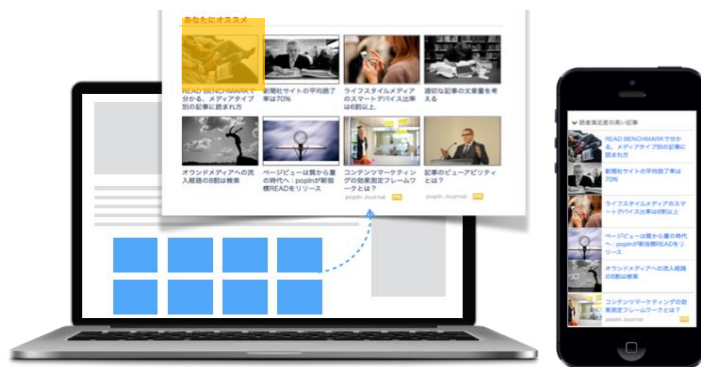 あなたにオススメ
READ BENCHMARKで
分かる、メディアタイプ
別の記事に読まれ方
新聞社サイトの平均読了
率は70%
ライフスタイルメディア
のスマートデバイス比率
は6割以上
適切な記事の文章量を考
える
オウンドメディアへの流
入経路の8割は検索
ページビューは質から量
の時代へ：popInが新指
標READをリリース
コンテンツマーケティン
グの効果測定フレームワ
ークとは？
popIn Journal
記事のビューアビリティ
とは？
popIn Journal
読者満足度の高い記事
READ BENCHMARKで分か
る、メディアタイプ別の記事に
読まれ方
新聞社サイトの平均読了率は
70%
ライフスタイルメディアのスマ
ートデバイス比率は6割以上
ページビューは質から量の時代
へ：popInが新指標READをリ
リース
オウンドメディアへの流入経路
の8割は検索
コンテンツマーケティングの効
果測定フレームワークとは？
popIn Journal